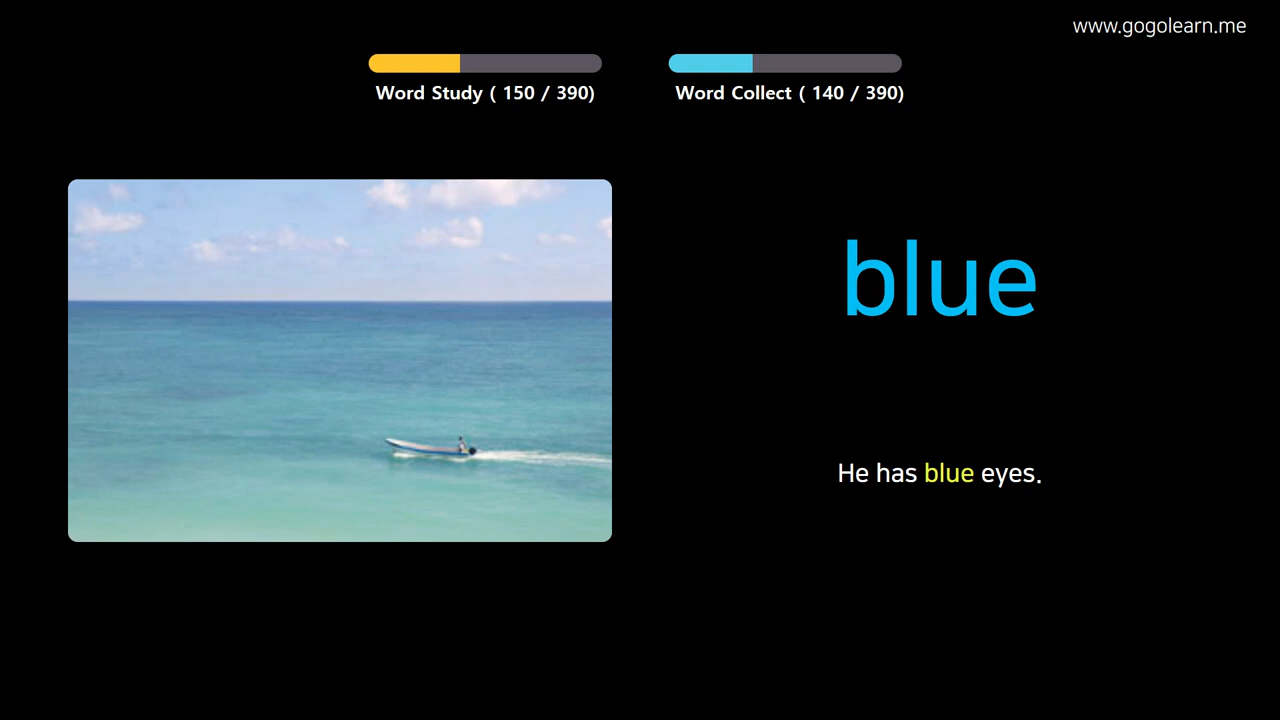 www.gogolearn.me
Word Study ( 150 / 390)
Word Collect ( 140 / 390)
blue
He has blue eyes.